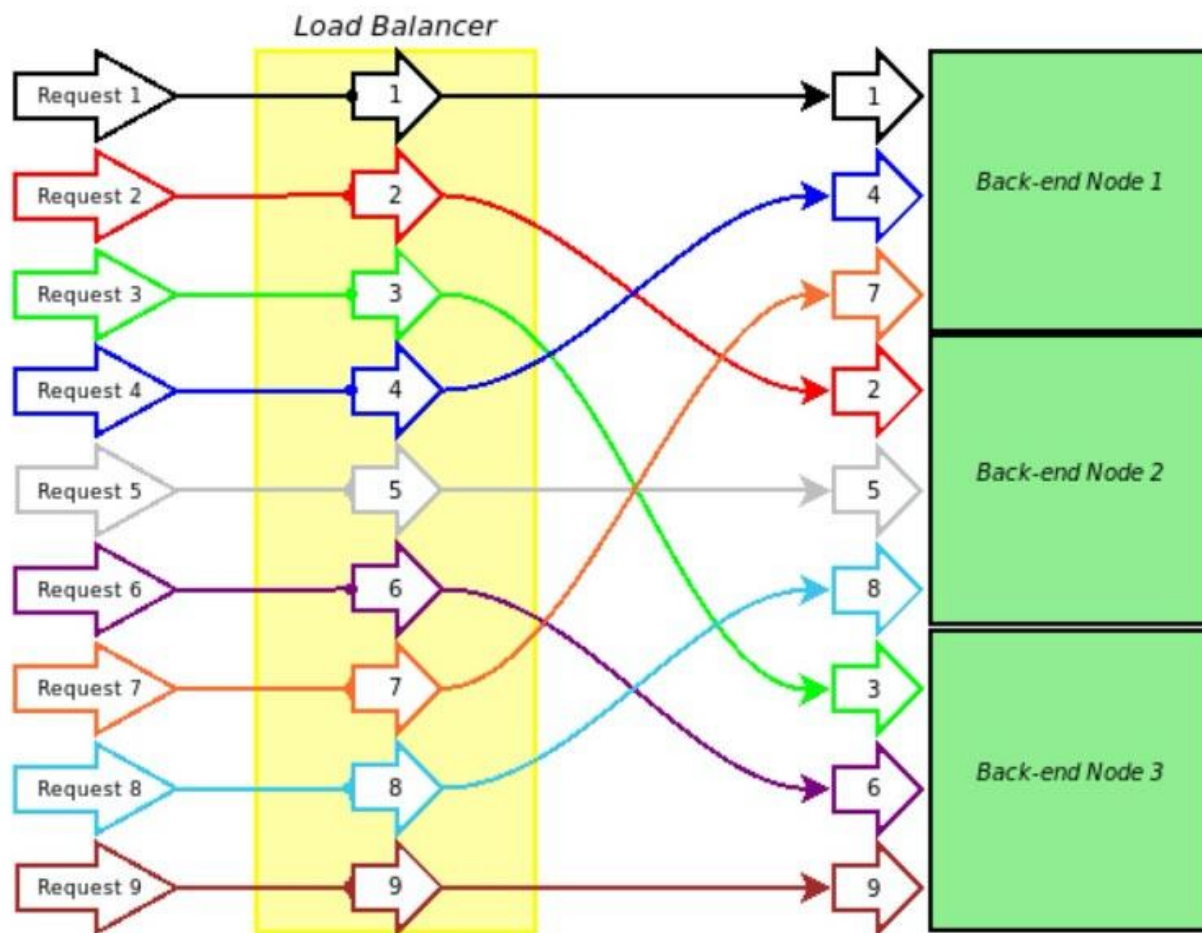 Load Balancer
Request 1
1
1
Request 2
2
4
Back-end Node 1
Request 3
3
7
Request 4
4
2
Request 5
5
5
Back-end Node 2
Request 6
6
8
Request 7
7
3
Request 8
8
6
Back-end Node 3
Request 9
9
9